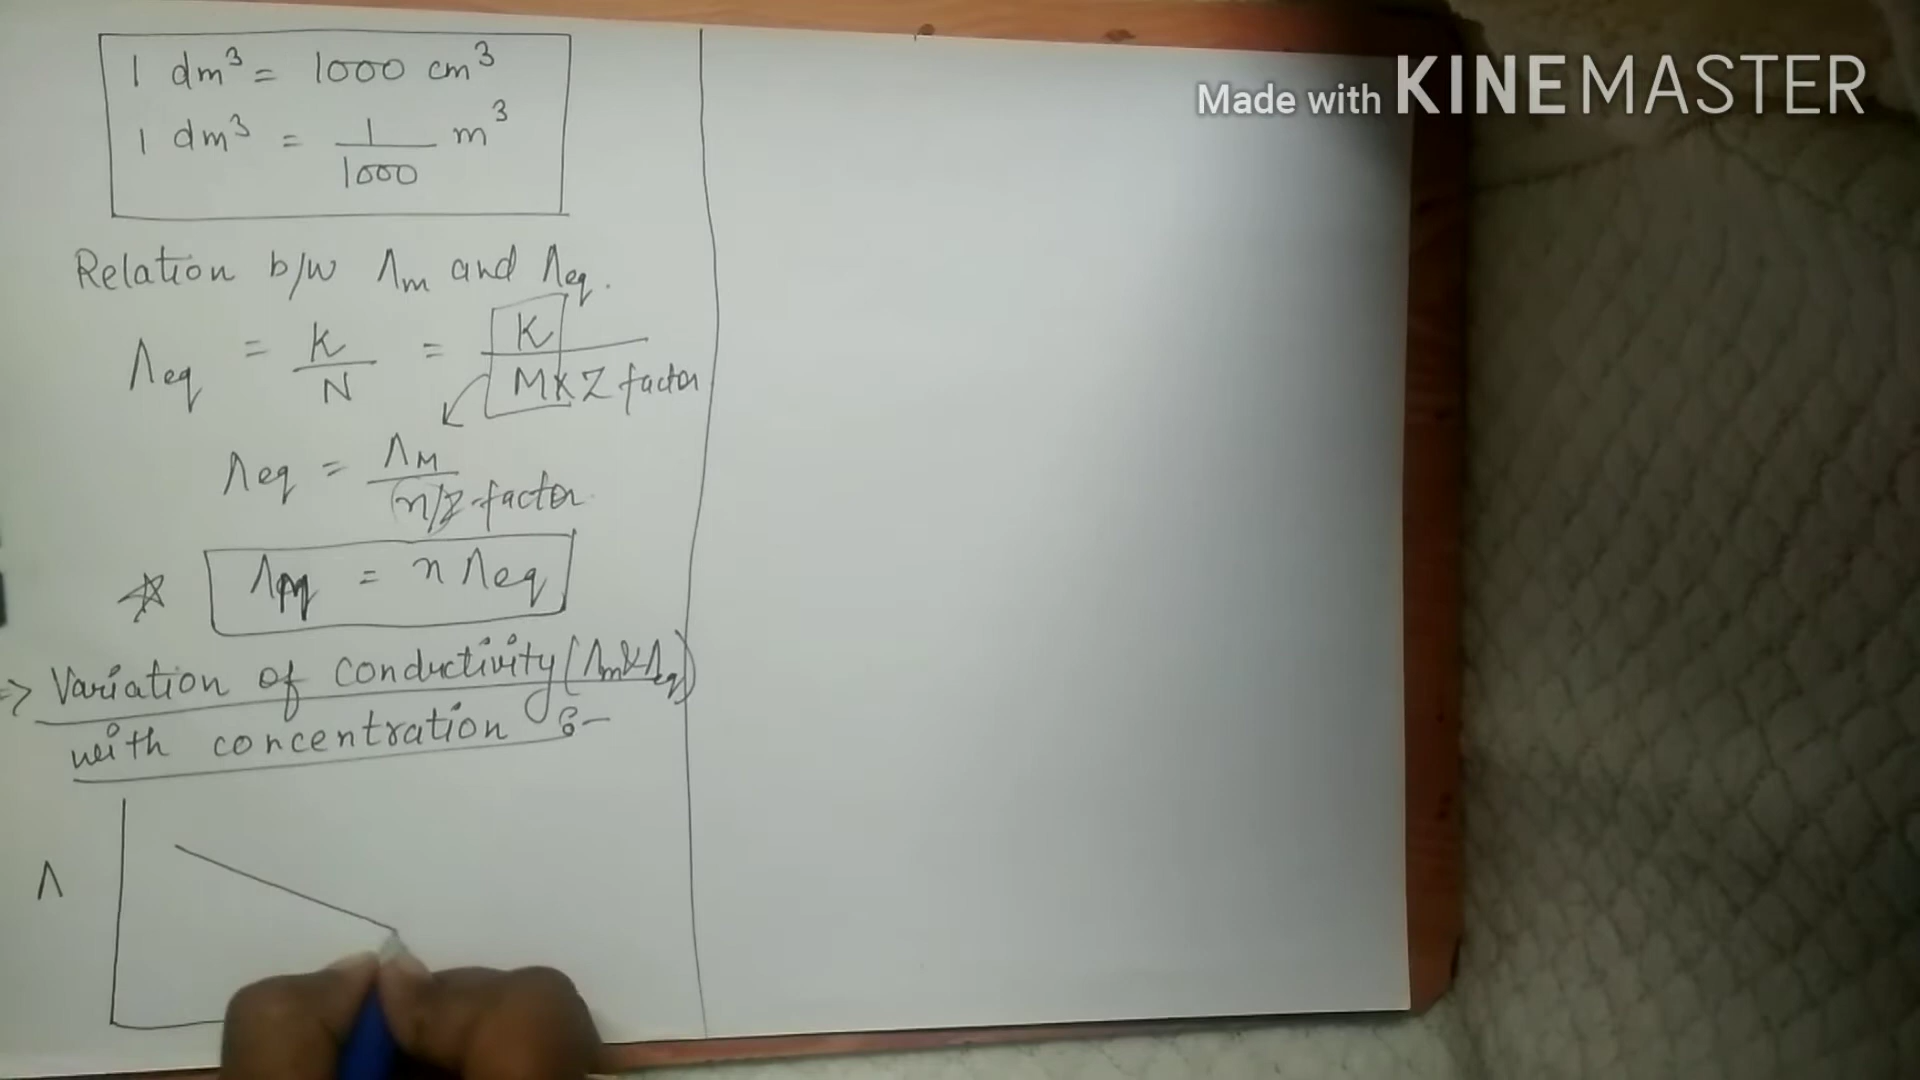 1 dm³ = 1000 cm³
1 dm³ = 1/1000 m³
Relation b/w Λm and Λeq.
Λeq = K/N = K/M×Z factor
Λeq = ΛM/(n/z-factor
ΛM = n Λeq
=> Variation of conductivity (Λm & Λeq)
with concentration :-
Λ
Made with KINEMASTER